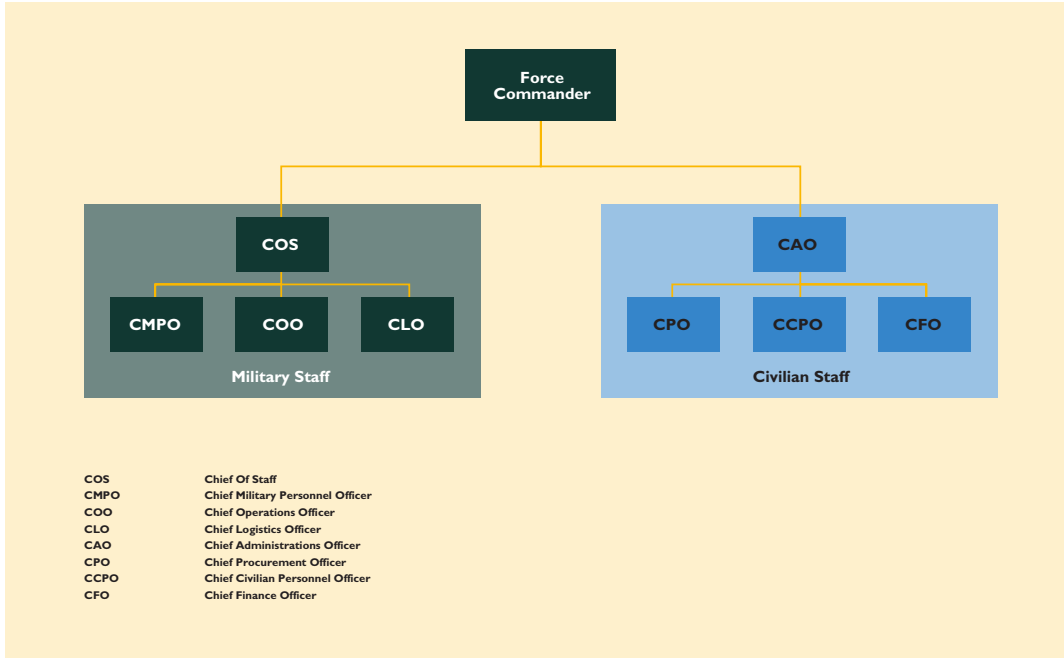 Force
Commander
COS
CAO
CMPO
COO
CLO
CPO
CCPO
CFO
Military Staff
Civilian Staff
COS Chief Of Staff
CMPO Chief Military Personnel Officer
COO Chief Operations Officer
CLO Chief Logistics Officer
CAO Chief Administrations Officer
CPO Chief Procurement Officer
CCPO Chief Civilian Personnel Officer
CFO Chief Finance Officer